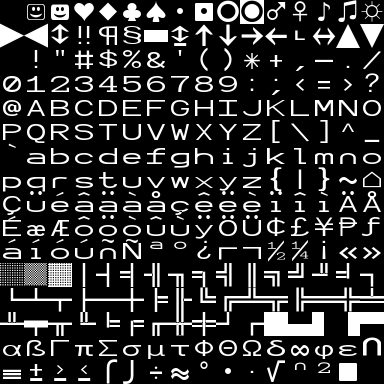 ☺☻♥♦♣♠•◘○◙♂♀♪♫☼
►◄↕‼¶§▬↨↑↓→←∟↔▲▼
!"#$%&'()*+,-./
0123456789:;<=>?
@ABCDEFGHIJKLMNO
PQRSTUVWXYZ[\]^_
`abcdefghijklmno
pqrstuvwxyz{|}~⌂
ÇüéâäàåçêëèïîìÄÅ
ÉæÆôöòûùÿÖÜ¢£¥₧ƒ
áíóúñÑªº¿⌐¬½¼¡«»
░▒▓│┤╡╢╖╕╣║╗╝╜╛┐
└┴┬├─┼╞╟╚╔╩╦╠═╬╧
╨╤╥╙╘╒╓╫╪┘┌█▄▌▐▀
αßΓπΣσµτΦΘΩδ∞φε∩
≡±≥≤⌠⌡÷≈°∙·√ⁿ²■